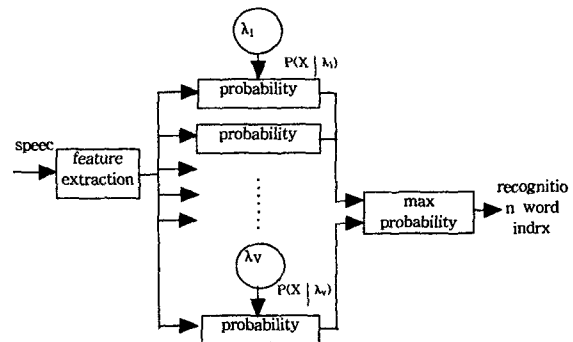 λ1
P(X | λ1)
probability
probability
speec
feature
extraction
max
probability
recognitio
n word
indrx
λv
P(X | λv)
probability